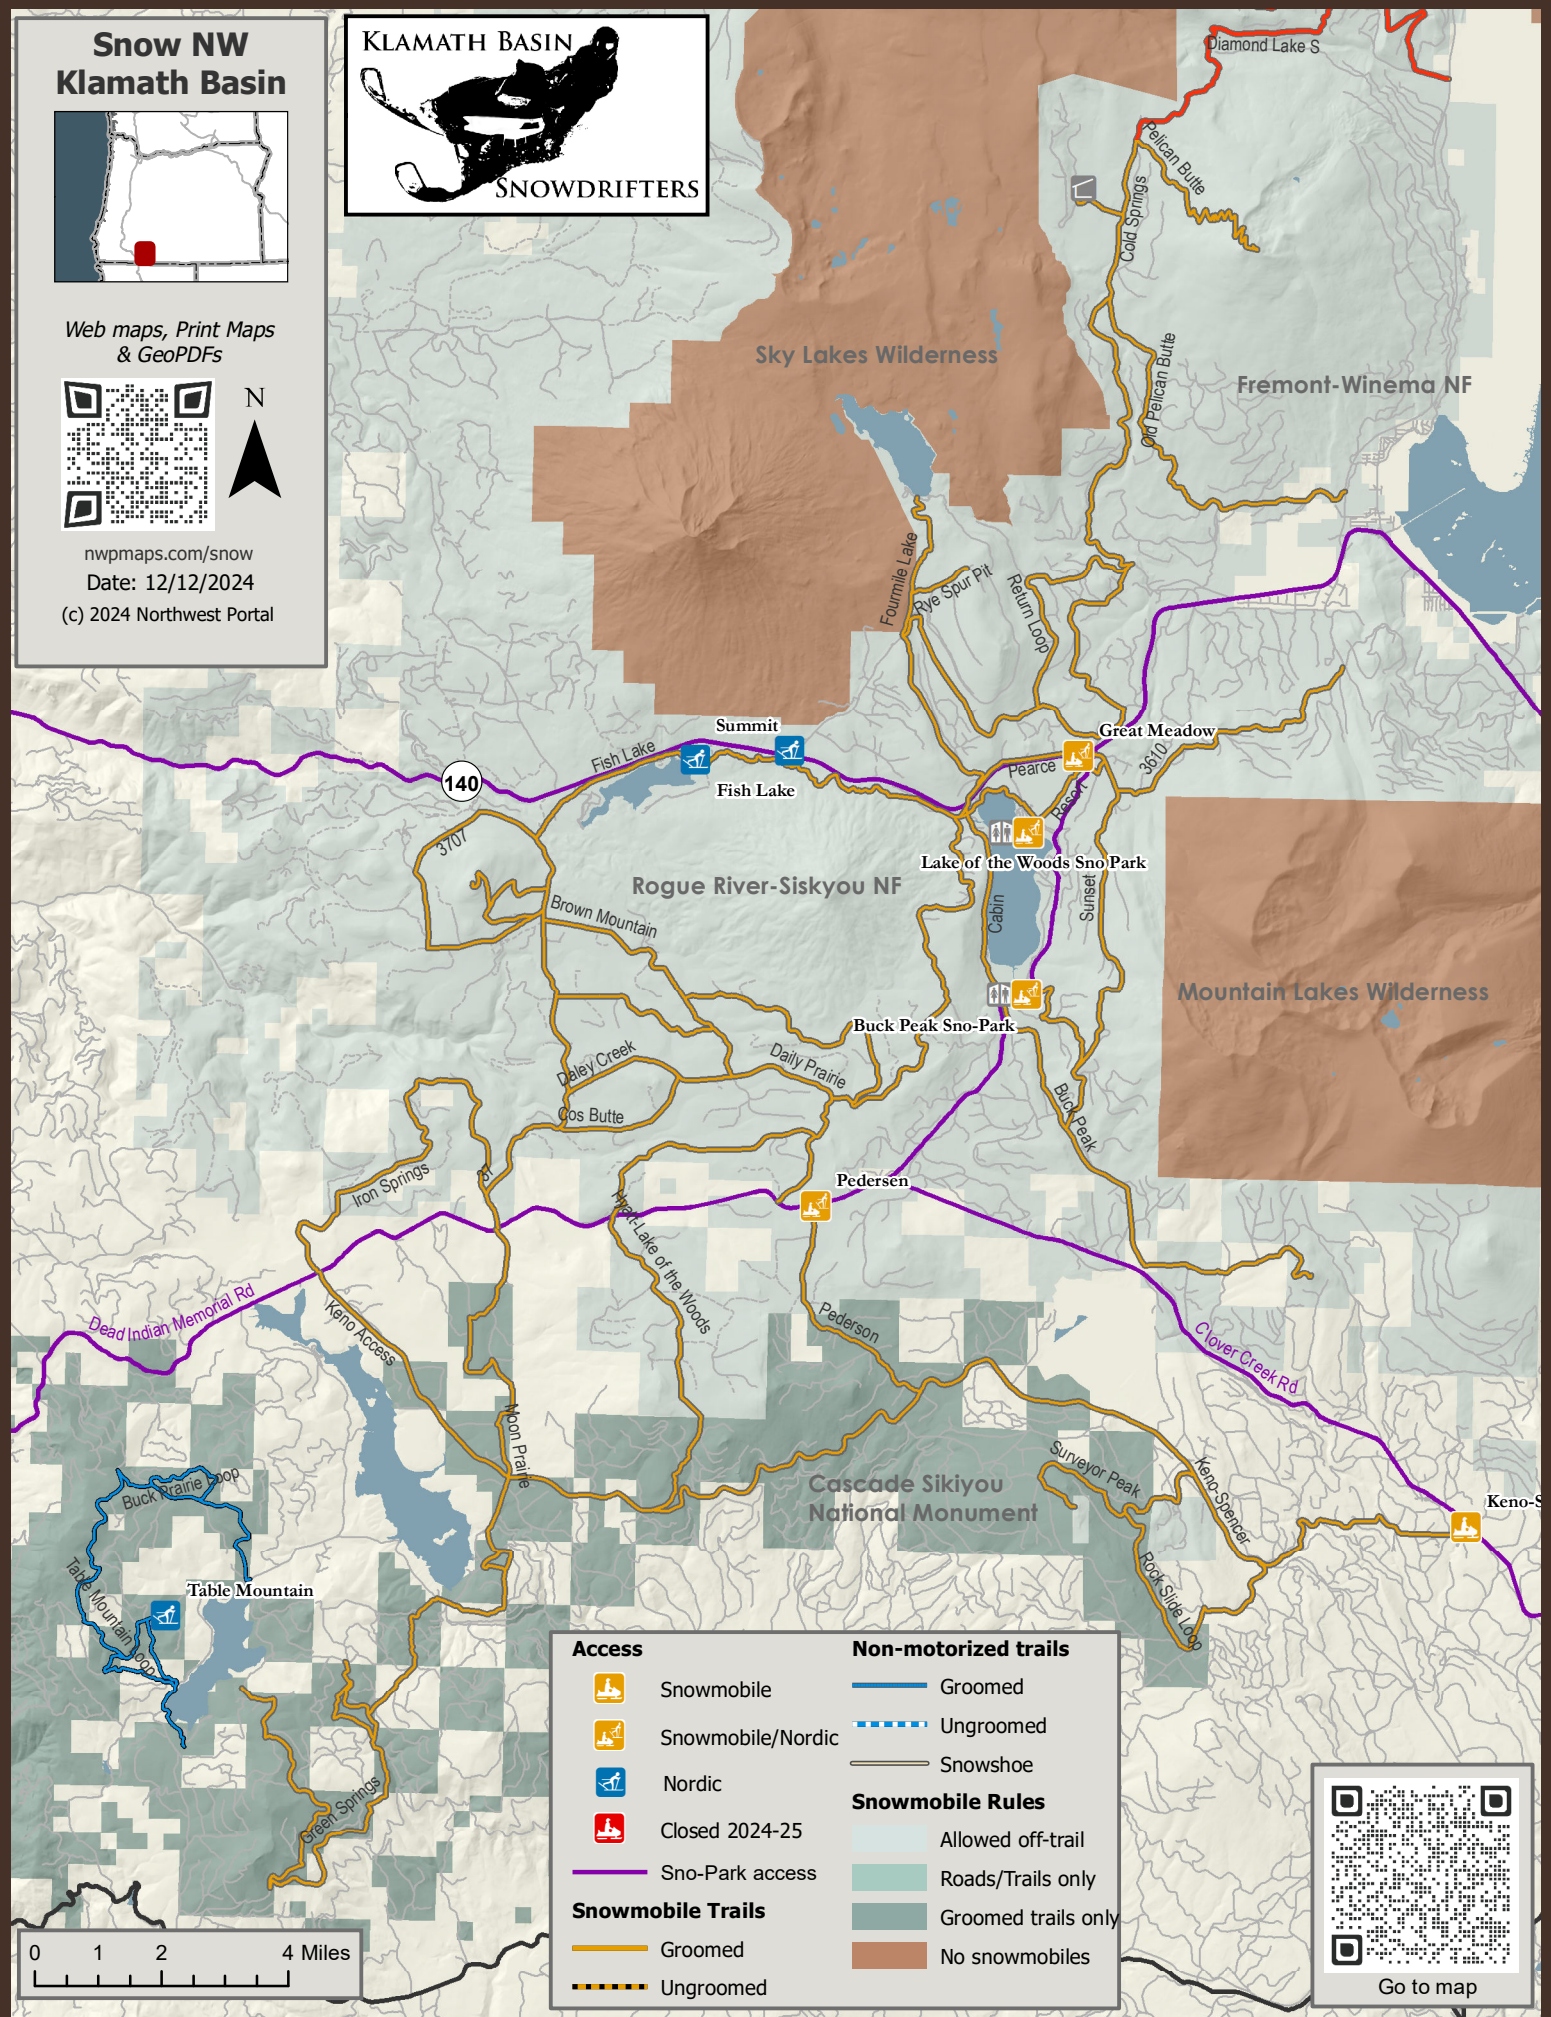 Snow NW
Klamath Basin
Web maps, Print Maps
& GeoPDFs
N
nwpmaps.com/snow
Date: 12/12/2024
(c) 2024 Northwest Portal
KLAMATH BASIN
SNOWDRIFTERS
Diamond Lake S
Pelican Butte
Cold Springs
Sky Lakes Wilderness
Fremont-Winema NF
Old Pelican Butte
Fourmile Lake
Rye Spur Pit
Return Loop
Summit
Great Meadow
Fish Lake
3610
140
Pearce
Fish Lake
Resort
3707
Lake of the Woods Sno Park
Rogue River-Siskyou NF
Cabin
Sunset
Brown Mountain
Mountain Lakes Wilderness
Buck Peak Sno-Park
Daley Creek
Daily Prairie
Cos Butte
Buck Peak
Iron Springs
37
Pedersen
Hyatt-Lake of the Woods
Dead Indian Memorial Rd
Keno Access
Pederson
Clover Creek Rd
Moon Prairie
Surveyor Peak
Cascade Sikiyou
National Monument
Keno-Spencer
Keno-S
Buck Prairie Loop
Table Mountain Loop
Table Mountain
Rock Slide Loop
Green Springs
Access
Snowmobile
Snowmobile/Nordic
Nordic
Closed 2024-25
Sno-Park access
Snowmobile Trails
Groomed
Ungroomed
Non-motorized trails
Groomed
Ungroomed
Snowshoe
Snowmobile Rules
Allowed off-trail
Roads/Trails only
Groomed trails only
No snowmobiles
0 1 2 4 Miles
Go to map